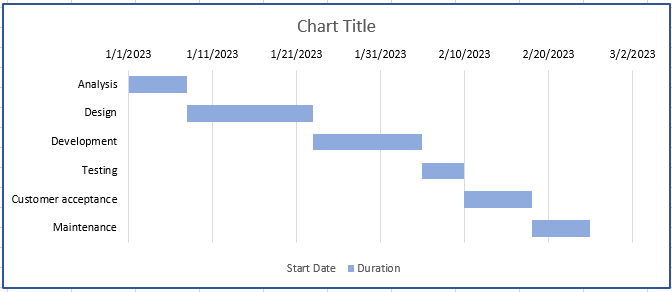 Chart Title
1/1/2023 1/11/2023 1/21/2023 1/31/2023 2/10/2023 2/20/2023 3/2/2023
Analysis
Design
Development
Testing
Customer acceptance
Maintenance
Start Date Duration